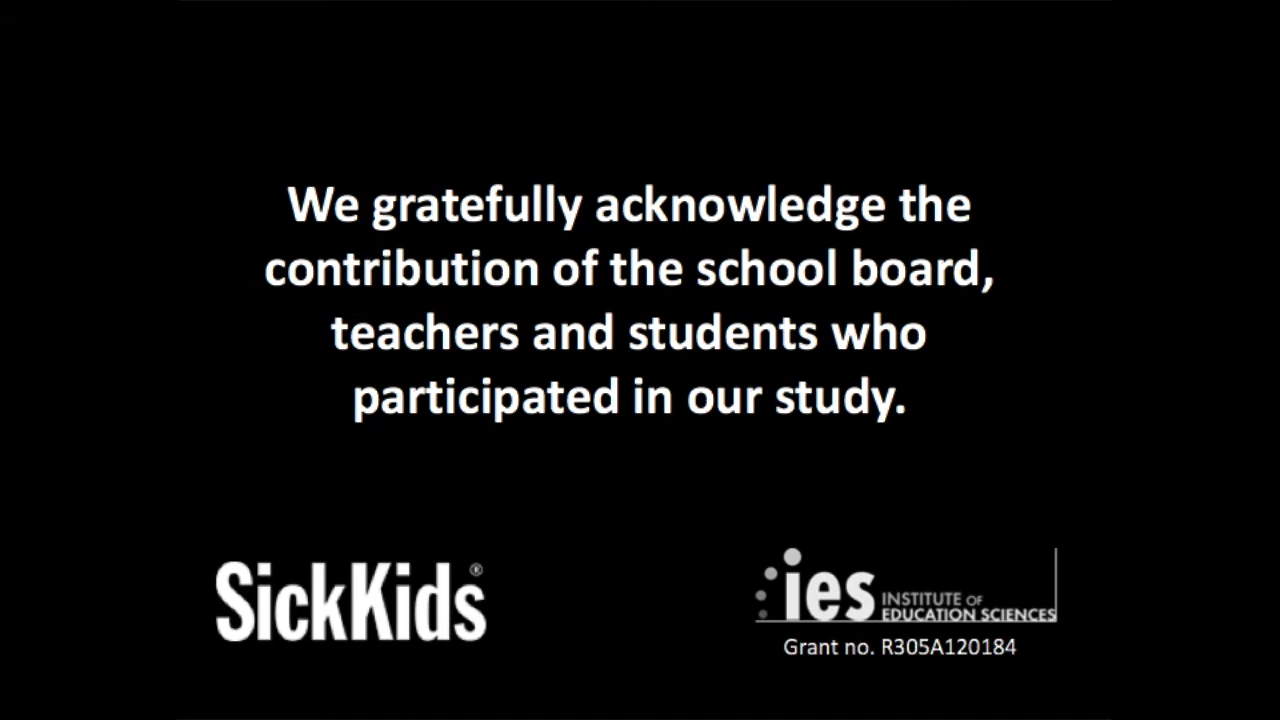 We gratefully acknowledge the
contribution of the school board,
teachers and students who
participated in our study.
SickKids®
ies INSTITUTE OF
EDUCATION SCIENCES
Grant no. R305A120184